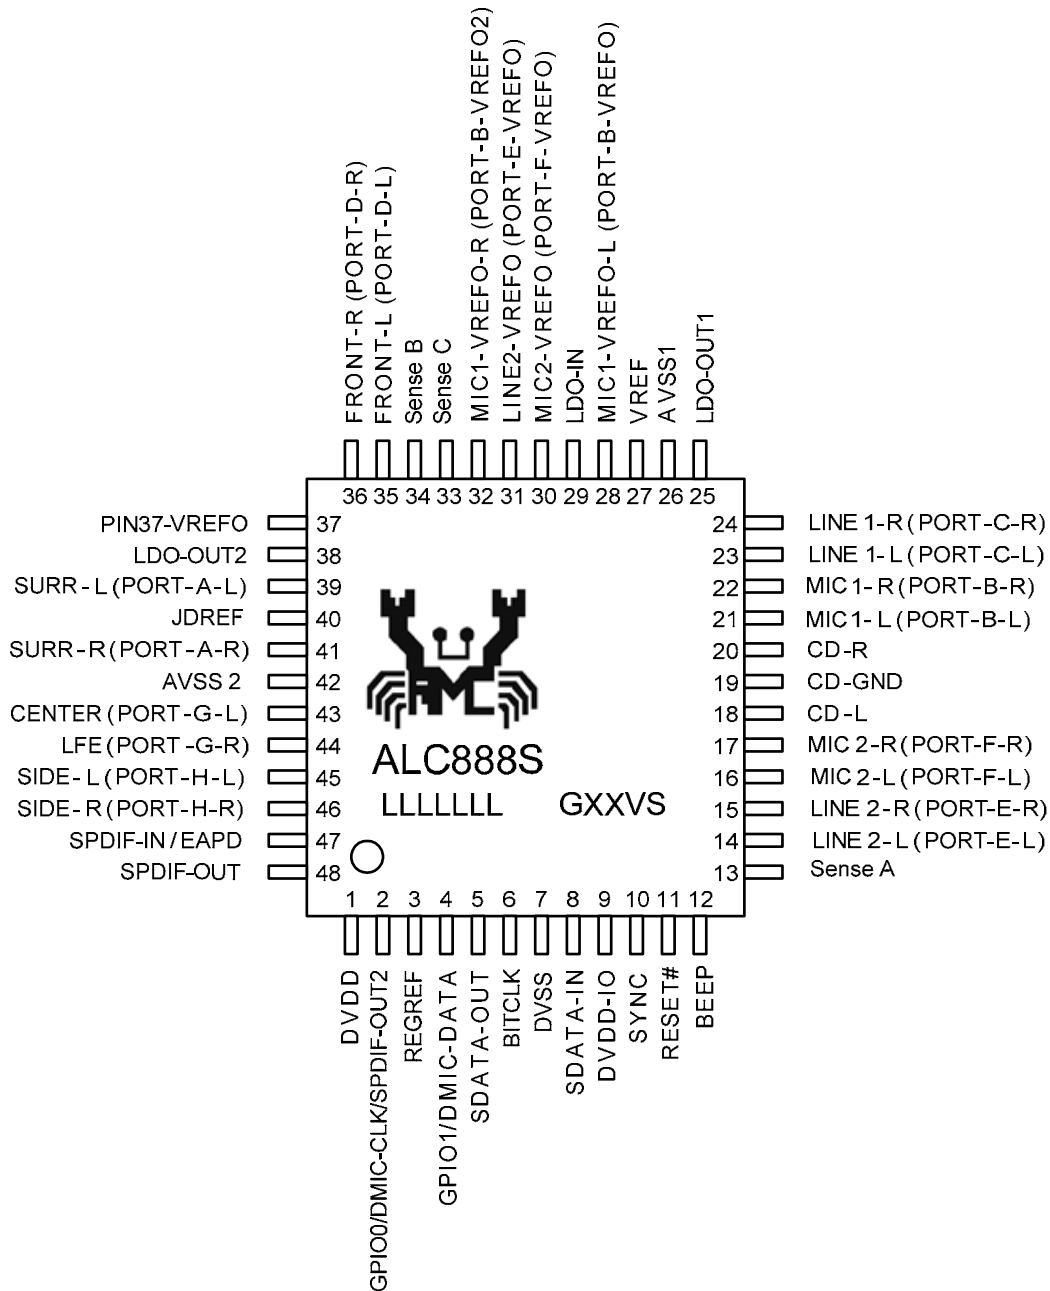 FRONT-R (PORT-D-R)
FRONT-L (PORT-D-L)
Sense B
Sense C
MIC1-VREFO-R (PORT-B-VREFO2)
LINE2-VREFO (PORT-E-VREFO)
MIC2-VREFO (PORT-F-VREFO)
LDO-IN
MIC1-VREFO-L (PORT-B-VREFO)
VREF
AVSS1
LDO-OUT1
36 35 34 33 32 31 30 29 28 27 26 25
PIN37-VREFO 37
LDO-OUT2 38
SURR-L (PORT-A-L) 39
JDREF 40
SURR-R (PORT-A-R) 41
AVSS 2 42
CENTER (PORT-G-L) 43
LFE (PORT-G-R) 44
SIDE-L (PORT-H-L) 45
SIDE-R (PORT-H-R) 46
SPDIF-IN / EAPD 47
SPDIF-OUT 48
ALC888S
LLLLLLL GXXVS
24 LINE 1-R (PORT-C-R)
23 LINE 1-L (PORT-C-L)
22 MIC 1-R (PORT-B-R)
21 MIC1-L (PORT-B-L)
20 CD-R
19 CD-GND
18 CD-L
17 MIC 2-R (PORT-F-R)
16 MIC 2-L (PORT-F-L)
15 LINE 2-R (PORT-E-R)
14 LINE 2-L (PORT-E-L)
13 Sense A
1 2 3 4 5 6 7 8 9 10 11 12
DVDD
GPIO0/DMIC-CLK/SPDIF-OUT2
REGREF
GPIO1/DMIC-DATA
SDATA-OUT
BITCLK
DVSS
SDATA-IN
DVDD-IO
SYNC
RESET#
BEEP